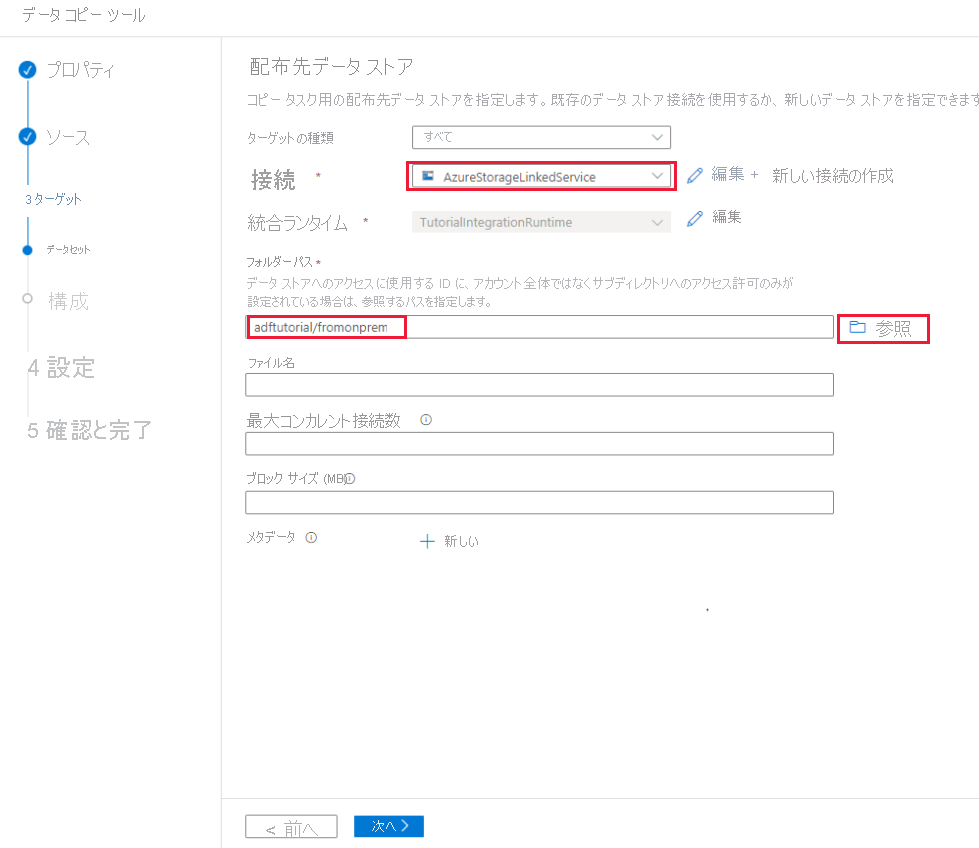 データ コピー ツール
プロパティ
ソース
3 ターゲット
データセット
構成
4 設定
5 確認と完了
配布先データ ストア
コピー タスク用の配布先データ ストアを指定します。既存のデータ ストア接続を使用するか、新しいデータ ストアを指定できます
ターゲットの種類 すべて
接続 * AzureStorageLinkedService 編集 + 新しい接続の作成
統合ランタイム * TutorialIntegrationRuntime 編集
フォルダーパス *
データ ストアへのアクセスに使用する ID に、アカウント全体ではなくサブディレクトリへのアクセス許可のみが
設定されている場合は、参照するパスを指定します。
adftutorial/fromonprem 参照
ファイル名
最大コンカレント接続数
ブロック サイズ (MB)
メタデータ + 新しい
< 前へ 次へ >